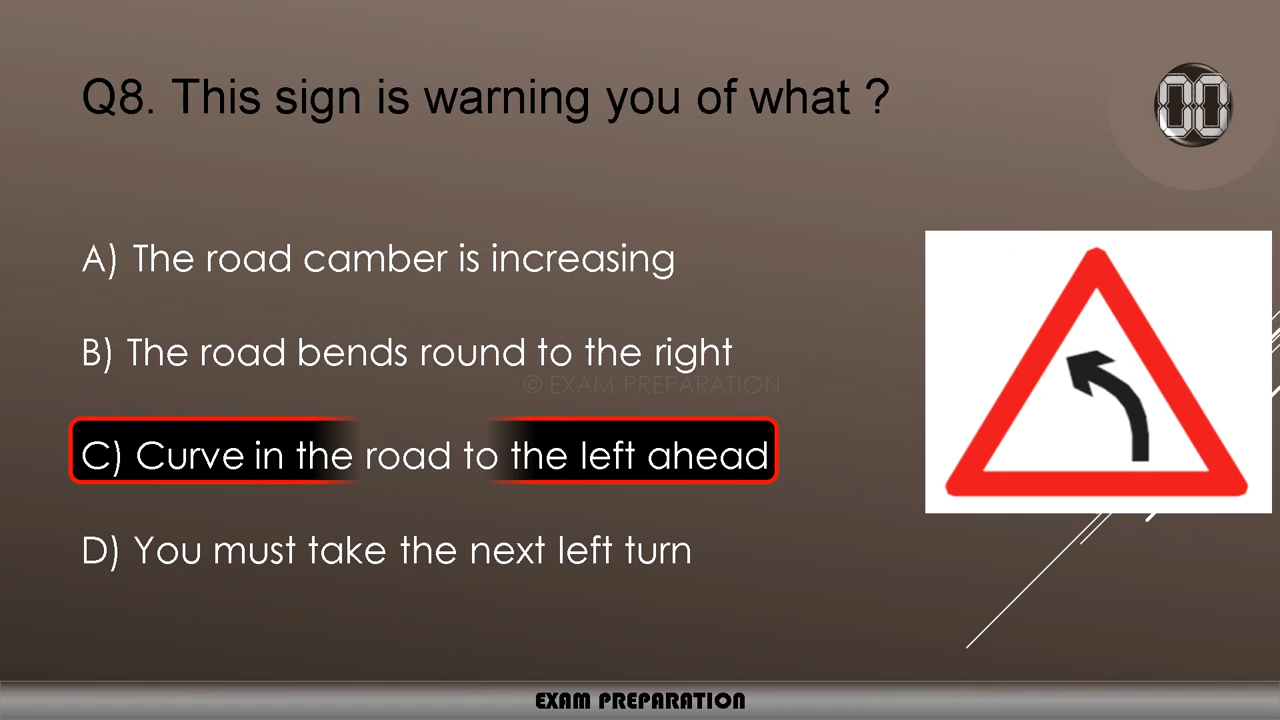 Q8. This sign is warning you of what ?
00
A) The road camber is increasing
B) The road bends round to the right
© EXAM PREPARATION
C) Curve in the road to the left ahead
D) You must take the next left turn
EXAM PREPARATION